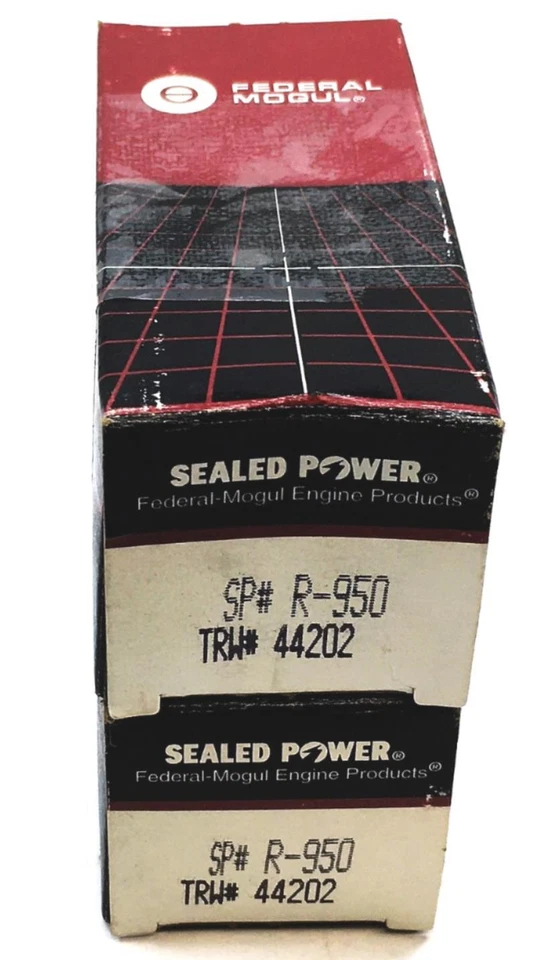 FEDERAL
MOGUL®
SEALED POWER®
Federal-Mogul Engine Products®
SP# R-950
TRW# 44202
SEALED POWER®
Federal-Mogul Engine Products®
SP# R-950
TRW# 44202